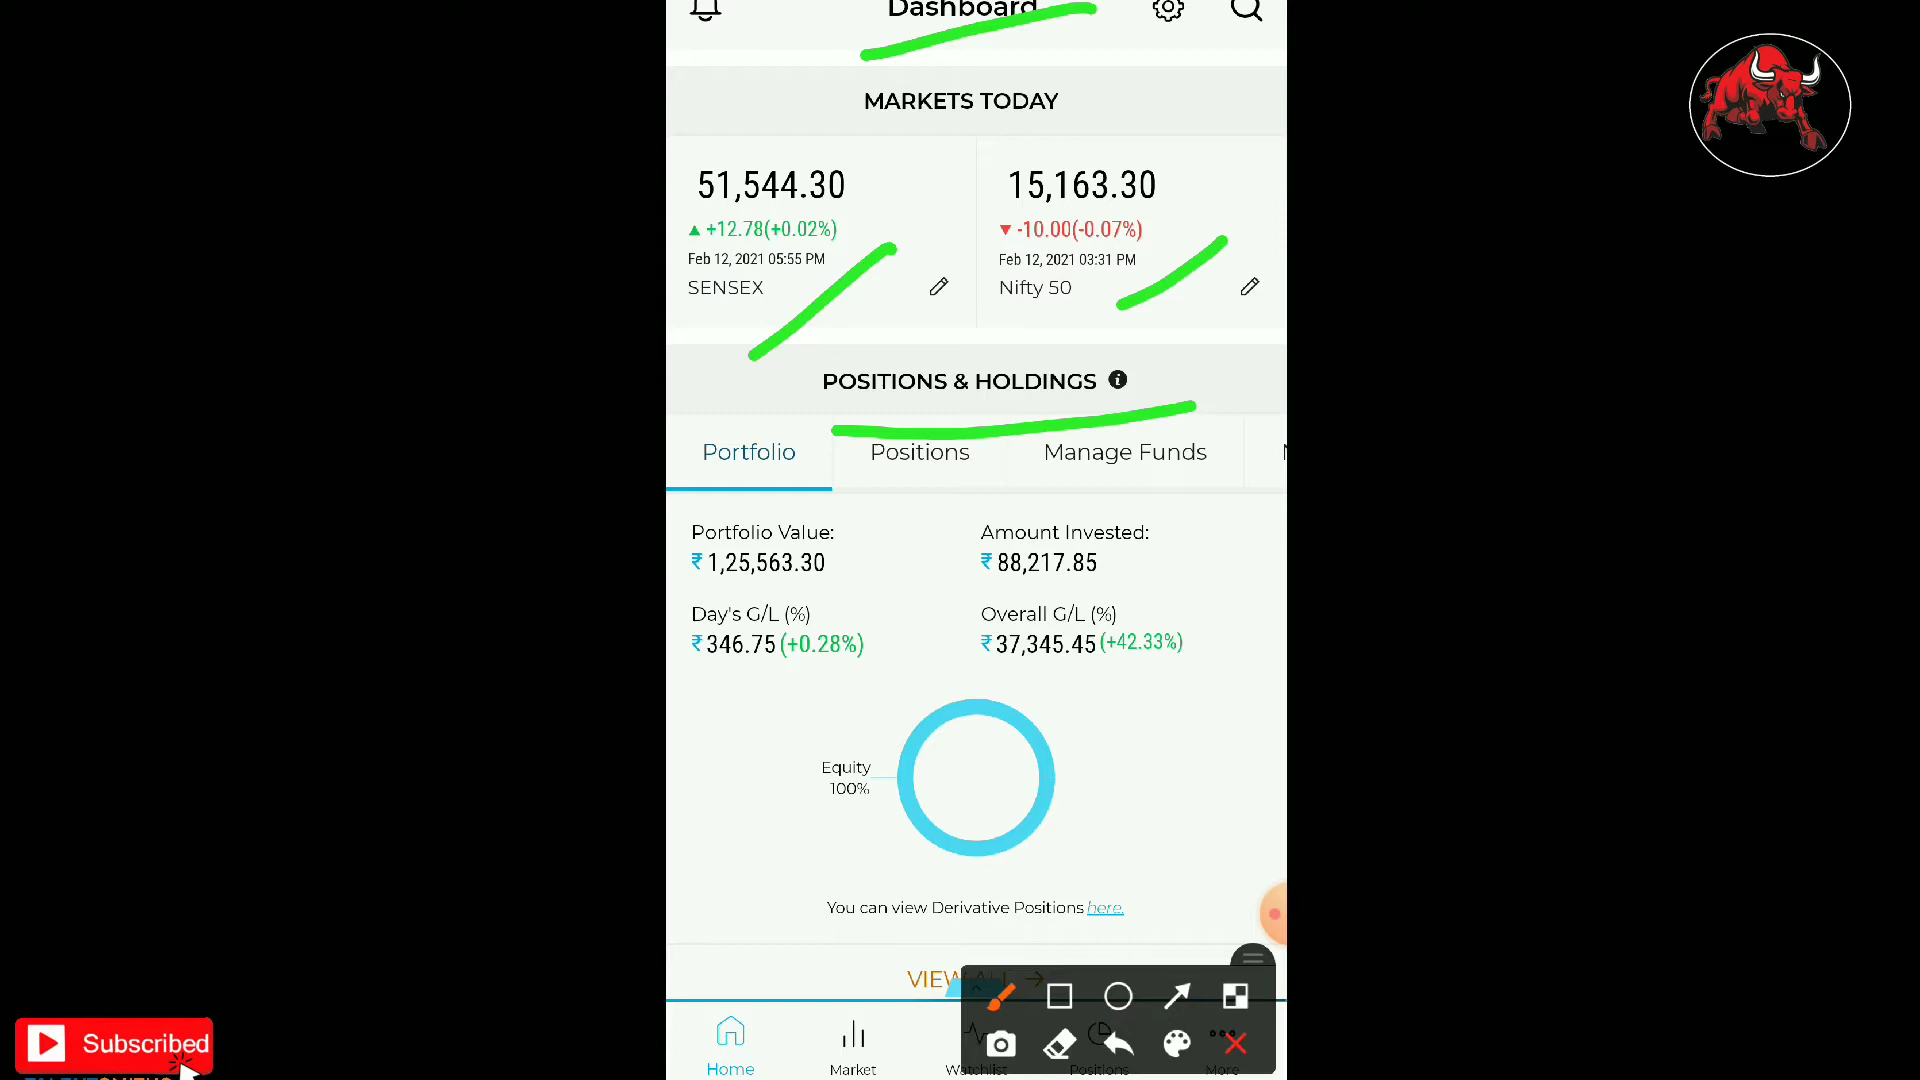 Dashboard
MARKETS TODAY
51,544.30
▲ +12.78(+0.02%)
Feb 12, 2021 05:55 PM
SENSEX
15,163.30
▼ -10.00(-0.07%)
Feb 12, 2021 03:31 PM
Nifty 50
POSITIONS & HOLDINGS
Portfolio
Positions
Manage Funds
Portfolio Value:
₹ 1,25,563.30
Amount Invested:
₹ 88,217.85
Day's G/L (%)
₹ 346.75 (+0.28%)
Overall G/L (%)
₹ 37,345.45 (+42.33%)
Equity
100%
You can view Derivative Positions here.
VIEW ALL →
Home
Market
Watchlist
Positions
More
Subscribed